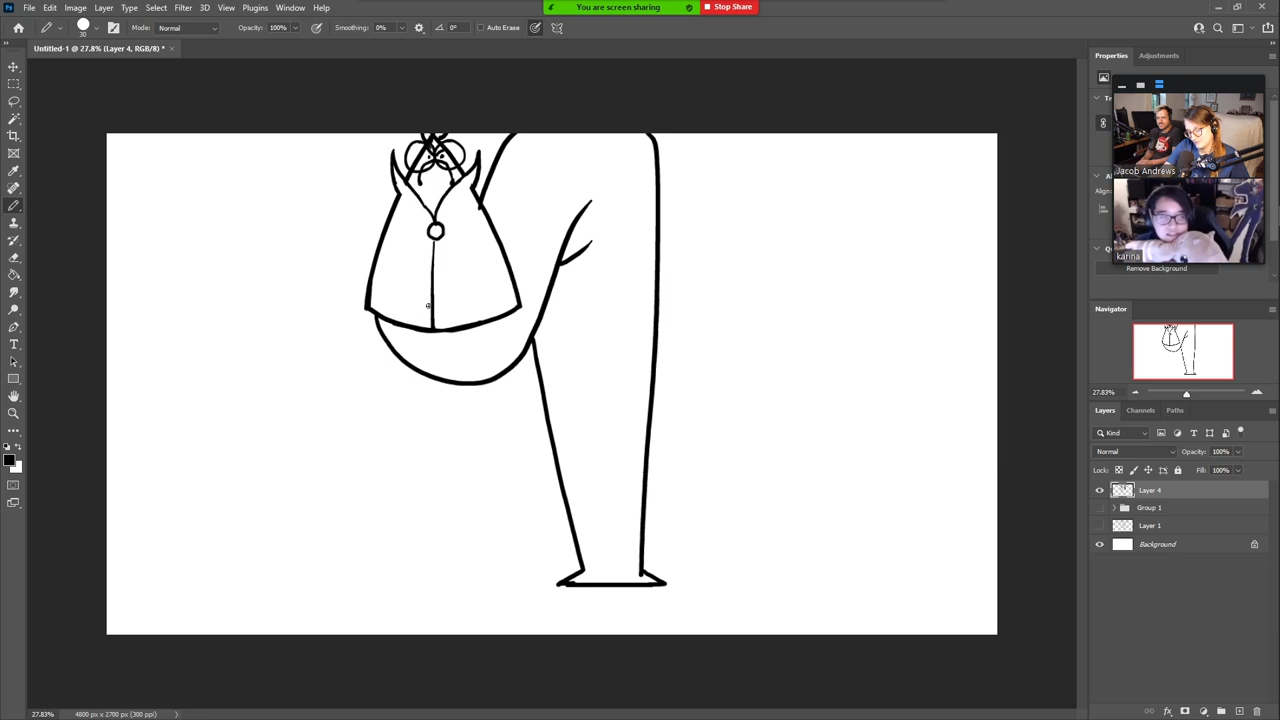 Ps File Edit Image Layer Type Select Filter 3D View Plugins Window Help
You are screen sharing Stop Share
30 Mode: Normal Opacity: 100% Smoothing: 0% 0° Auto Erase
Untitled-1 @ 27.8% (Layer 4, RGB/8) *
Properties Adjustments
Jacob Andrews
karina
Remove Background
Navigator
27.83%
Layers Channels Paths
Kind
Normal Opacity: 100%
Lock: Fill: 100%
Layer 4
Group 1
Layer 1
Background
27.83% 4800 px x 2700 px (300 ppi)